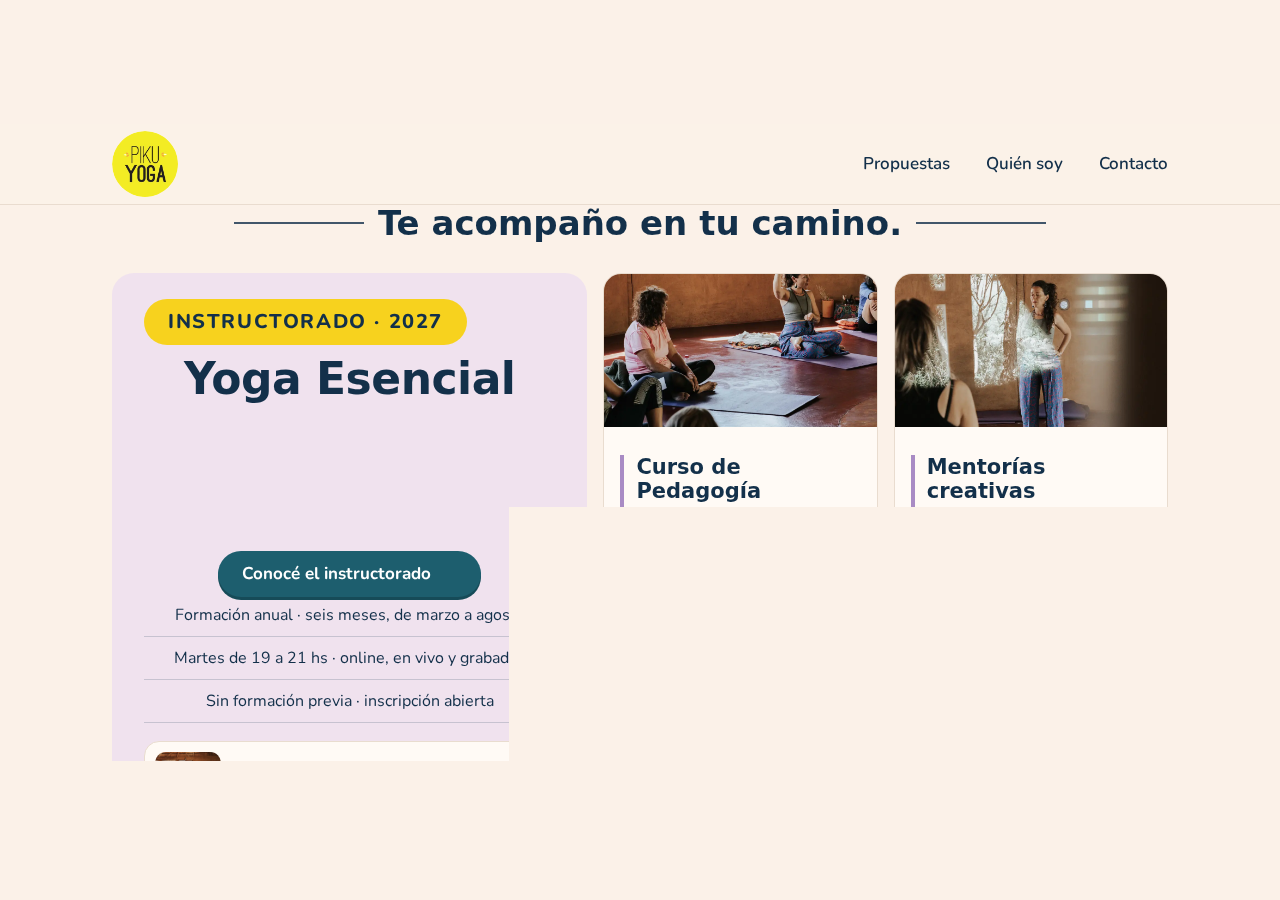 PIKU
YOGA
Propuestas
Quién soy
Contacto
Te acompaño en tu camino.
INSTRUCTORADO · 2027
Yoga Esencial
Conocé el instructorado
Formación anual · seis meses, de marzo a agos
Martes de 19 a 21 hs · online, en vivo y grabad
Sin formación previa · inscripción abierta
Curso de
Pedagogía
Mentorías
creativas